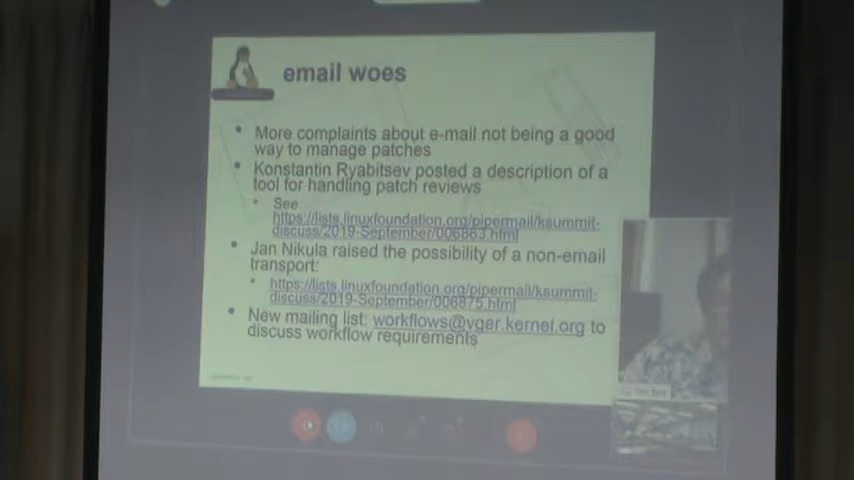 email woes
More complaints about e-mail not being a good
way to manage patches
Konstantin Ryabitsev posted a description of a
tool for handling patch reviews
See
https://lists.linuxfoundation.org/pipermail/ksummit-
discuss/2019-September/006863.html
Jan Nikula raised the possibility of a non-email
transport:
https://lists.linuxfoundation.org/pipermail/ksummit-
discuss/2019-September/006875.html
New mailing list: workflows@vger.kernel.org to
discuss workflow requirements